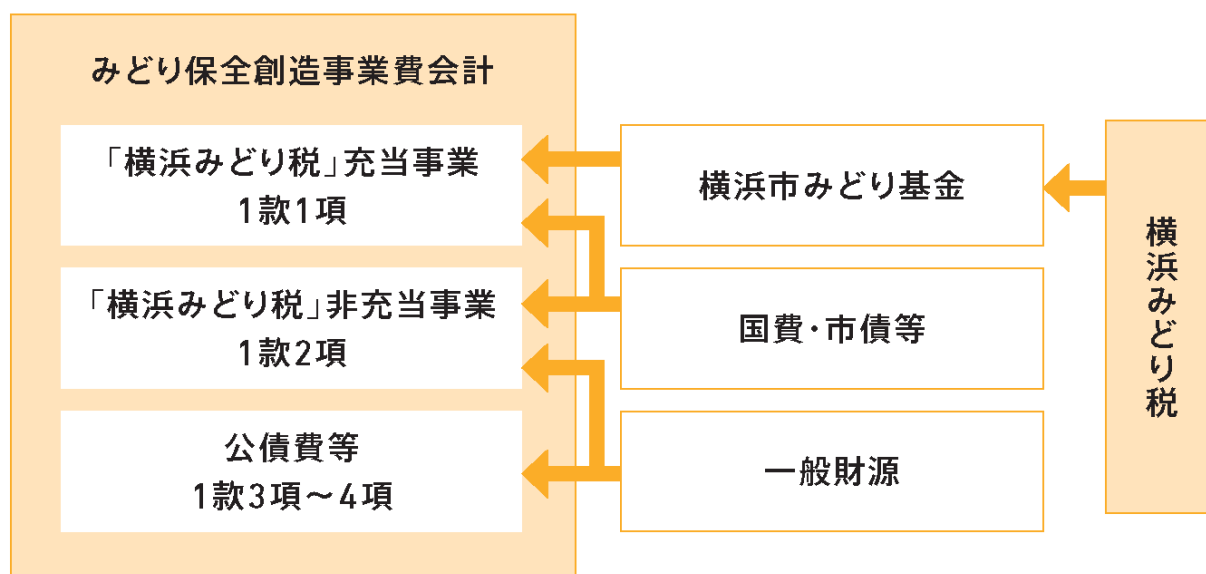 みどり保全創造事業費会計
「横浜みどり税」充当事業
1款1項
「横浜みどり税」非充当事業
1款2項
公債費等
1款3項〜4項
横浜市みどり基金
国費・市債等
一般財源
横浜みどり税